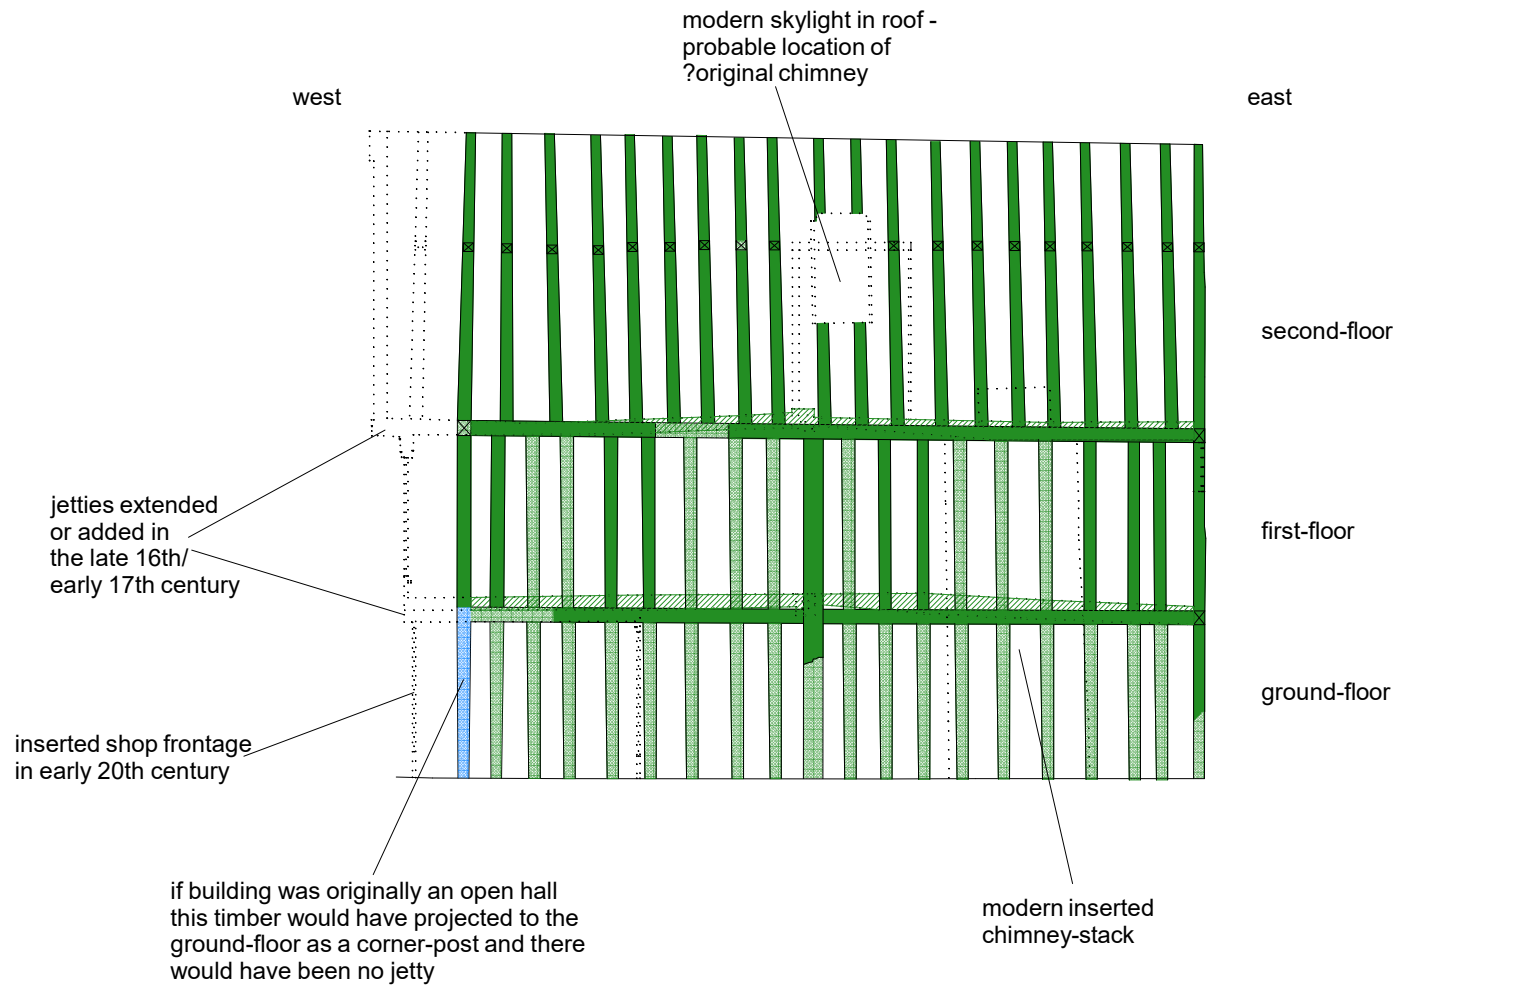 modern skylight in roof -
probable location of
?original chimney
west
east
second-floor
jetties extended
or added in
the late 16th/
early 17th century
first-floor
ground-floor
inserted shop frontage
in early 20th century
if building was originally an open hall
this timber would have projected to the
ground-floor as a corner-post and there
would have been no jetty
modern inserted
chimney-stack